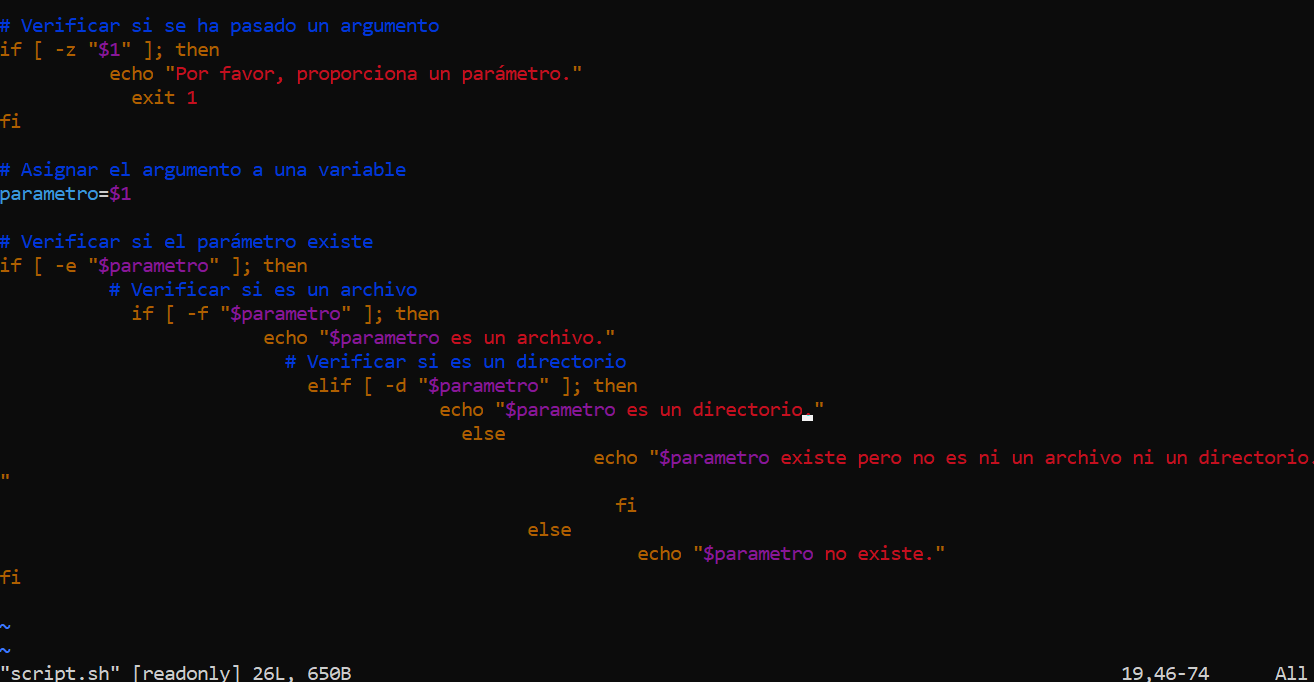 # Verificar si se ha pasado un argumento
if [ -z "$1" ]; then
          echo "Por favor, proporciona un parámetro."
            exit 1
fi

# Asignar el argumento a una variable
parametro=$1

# Verificar si el parámetro existe
if [ -e "$parametro" ]; then
          # Verificar si es un archivo
            if [ -f "$parametro" ]; then
                        echo "$parametro es un archivo."
                          # Verificar si es un directorio
                            elif [ -d "$parametro" ]; then
                                        echo "$parametro es un directorio."
                                          else
                                                      echo "$parametro existe pero no es ni un archivo ni un directorio.
"
                                                        fi
                                                else
                                                          echo "$parametro no existe."
fi

~
~
"script.sh" [readonly] 26L, 650B                                                                      19,46-74      All